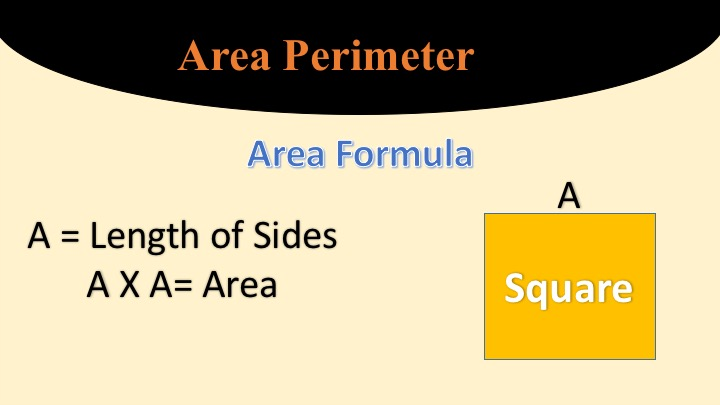 Area Perimeter
Area Formula
A
A = Length of Sides
A X A= Area
Square